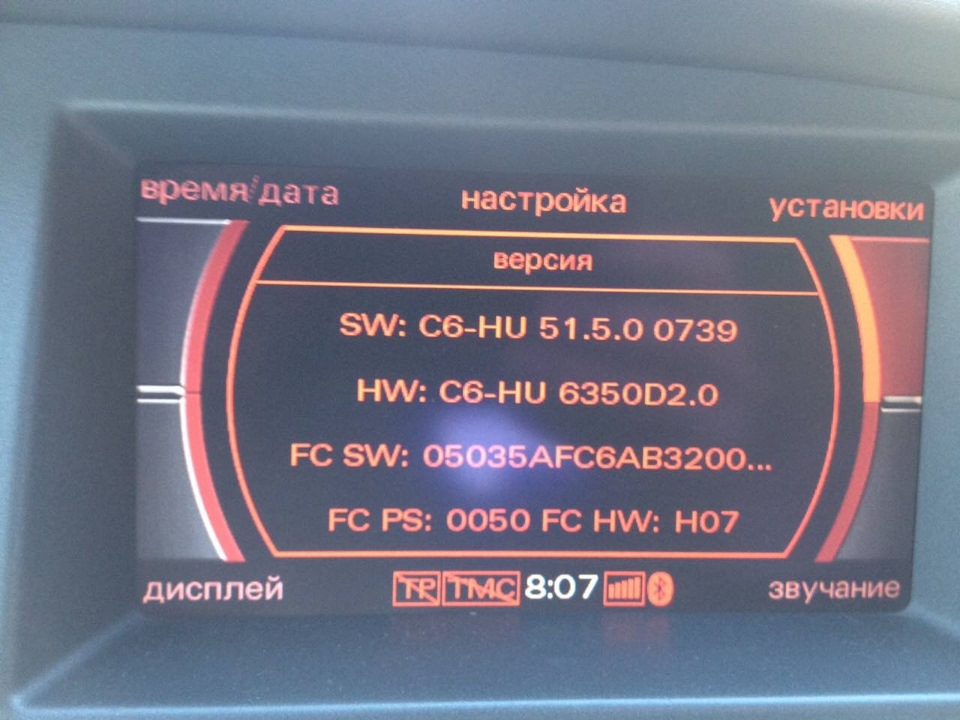 время/дата настройка установки
версия
SW: C6-HU 51.5.0 0739
HW: C6-HU 6350D2.0
FC SW: 05035AFC6AB3200...
FC PS: 0050 FC HW: H07
дисплей TP TMC 8:07 звучание